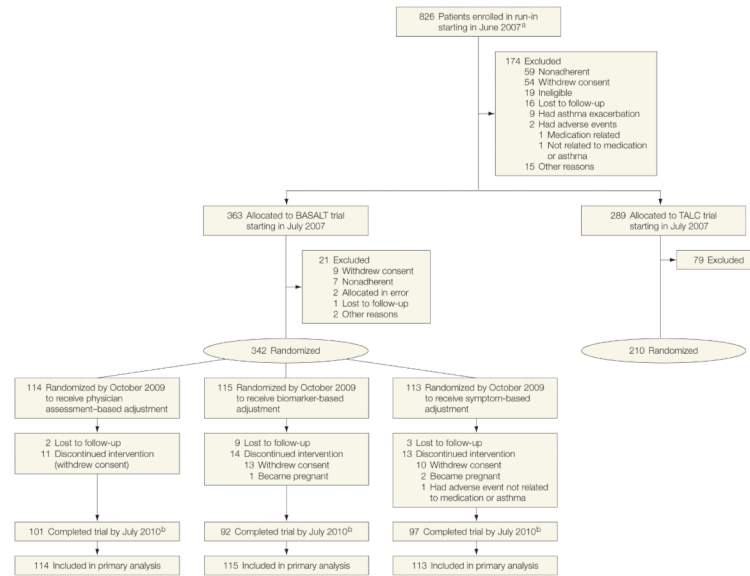 826 Patients enrolled in run-in
starting in June 2007a
174 Excluded
59 Nonadherent
54 Withdrew consent
19 Ineligible
16 Lost to follow-up
9 Had asthma exacerbation
2 Had adverse events
1 Medication related
1 Not related to medication
or asthma
15 Other reasons
363 Allocated to BASALT trial
starting in July 2007
289 Allocated to TALC trial
starting in July 2007
21 Excluded
9 Withdrew consent
7 Nonadherent
2 Allocated in error
1 Lost to follow-up
2 Other reasons
79 Excluded
342 Randomized
210 Randomized
114 Randomized by October 2009
to receive physician
assessment–based adjustment
115 Randomized by October 2009
to receive biomarker-based
adjustment
113 Randomized by October 2009
to receive symptom-based
adjustment
2 Lost to follow-up
11 Discontinued intervention
(withdrew consent)
9 Lost to follow-up
14 Discontinued intervention
13 Withdrew consent
1 Became pregnant
3 Lost to follow-up
13 Discontinued intervention
10 Withdrew consent
2 Became pregnant
1 Had adverse event not related
to medication or asthma
101 Completed trial by July 2010b
92 Completed trial by July 2010b
97 Completed trial by July 2010b
114 Included in primary analysis
115 Included in primary analysis
113 Included in primary analysis